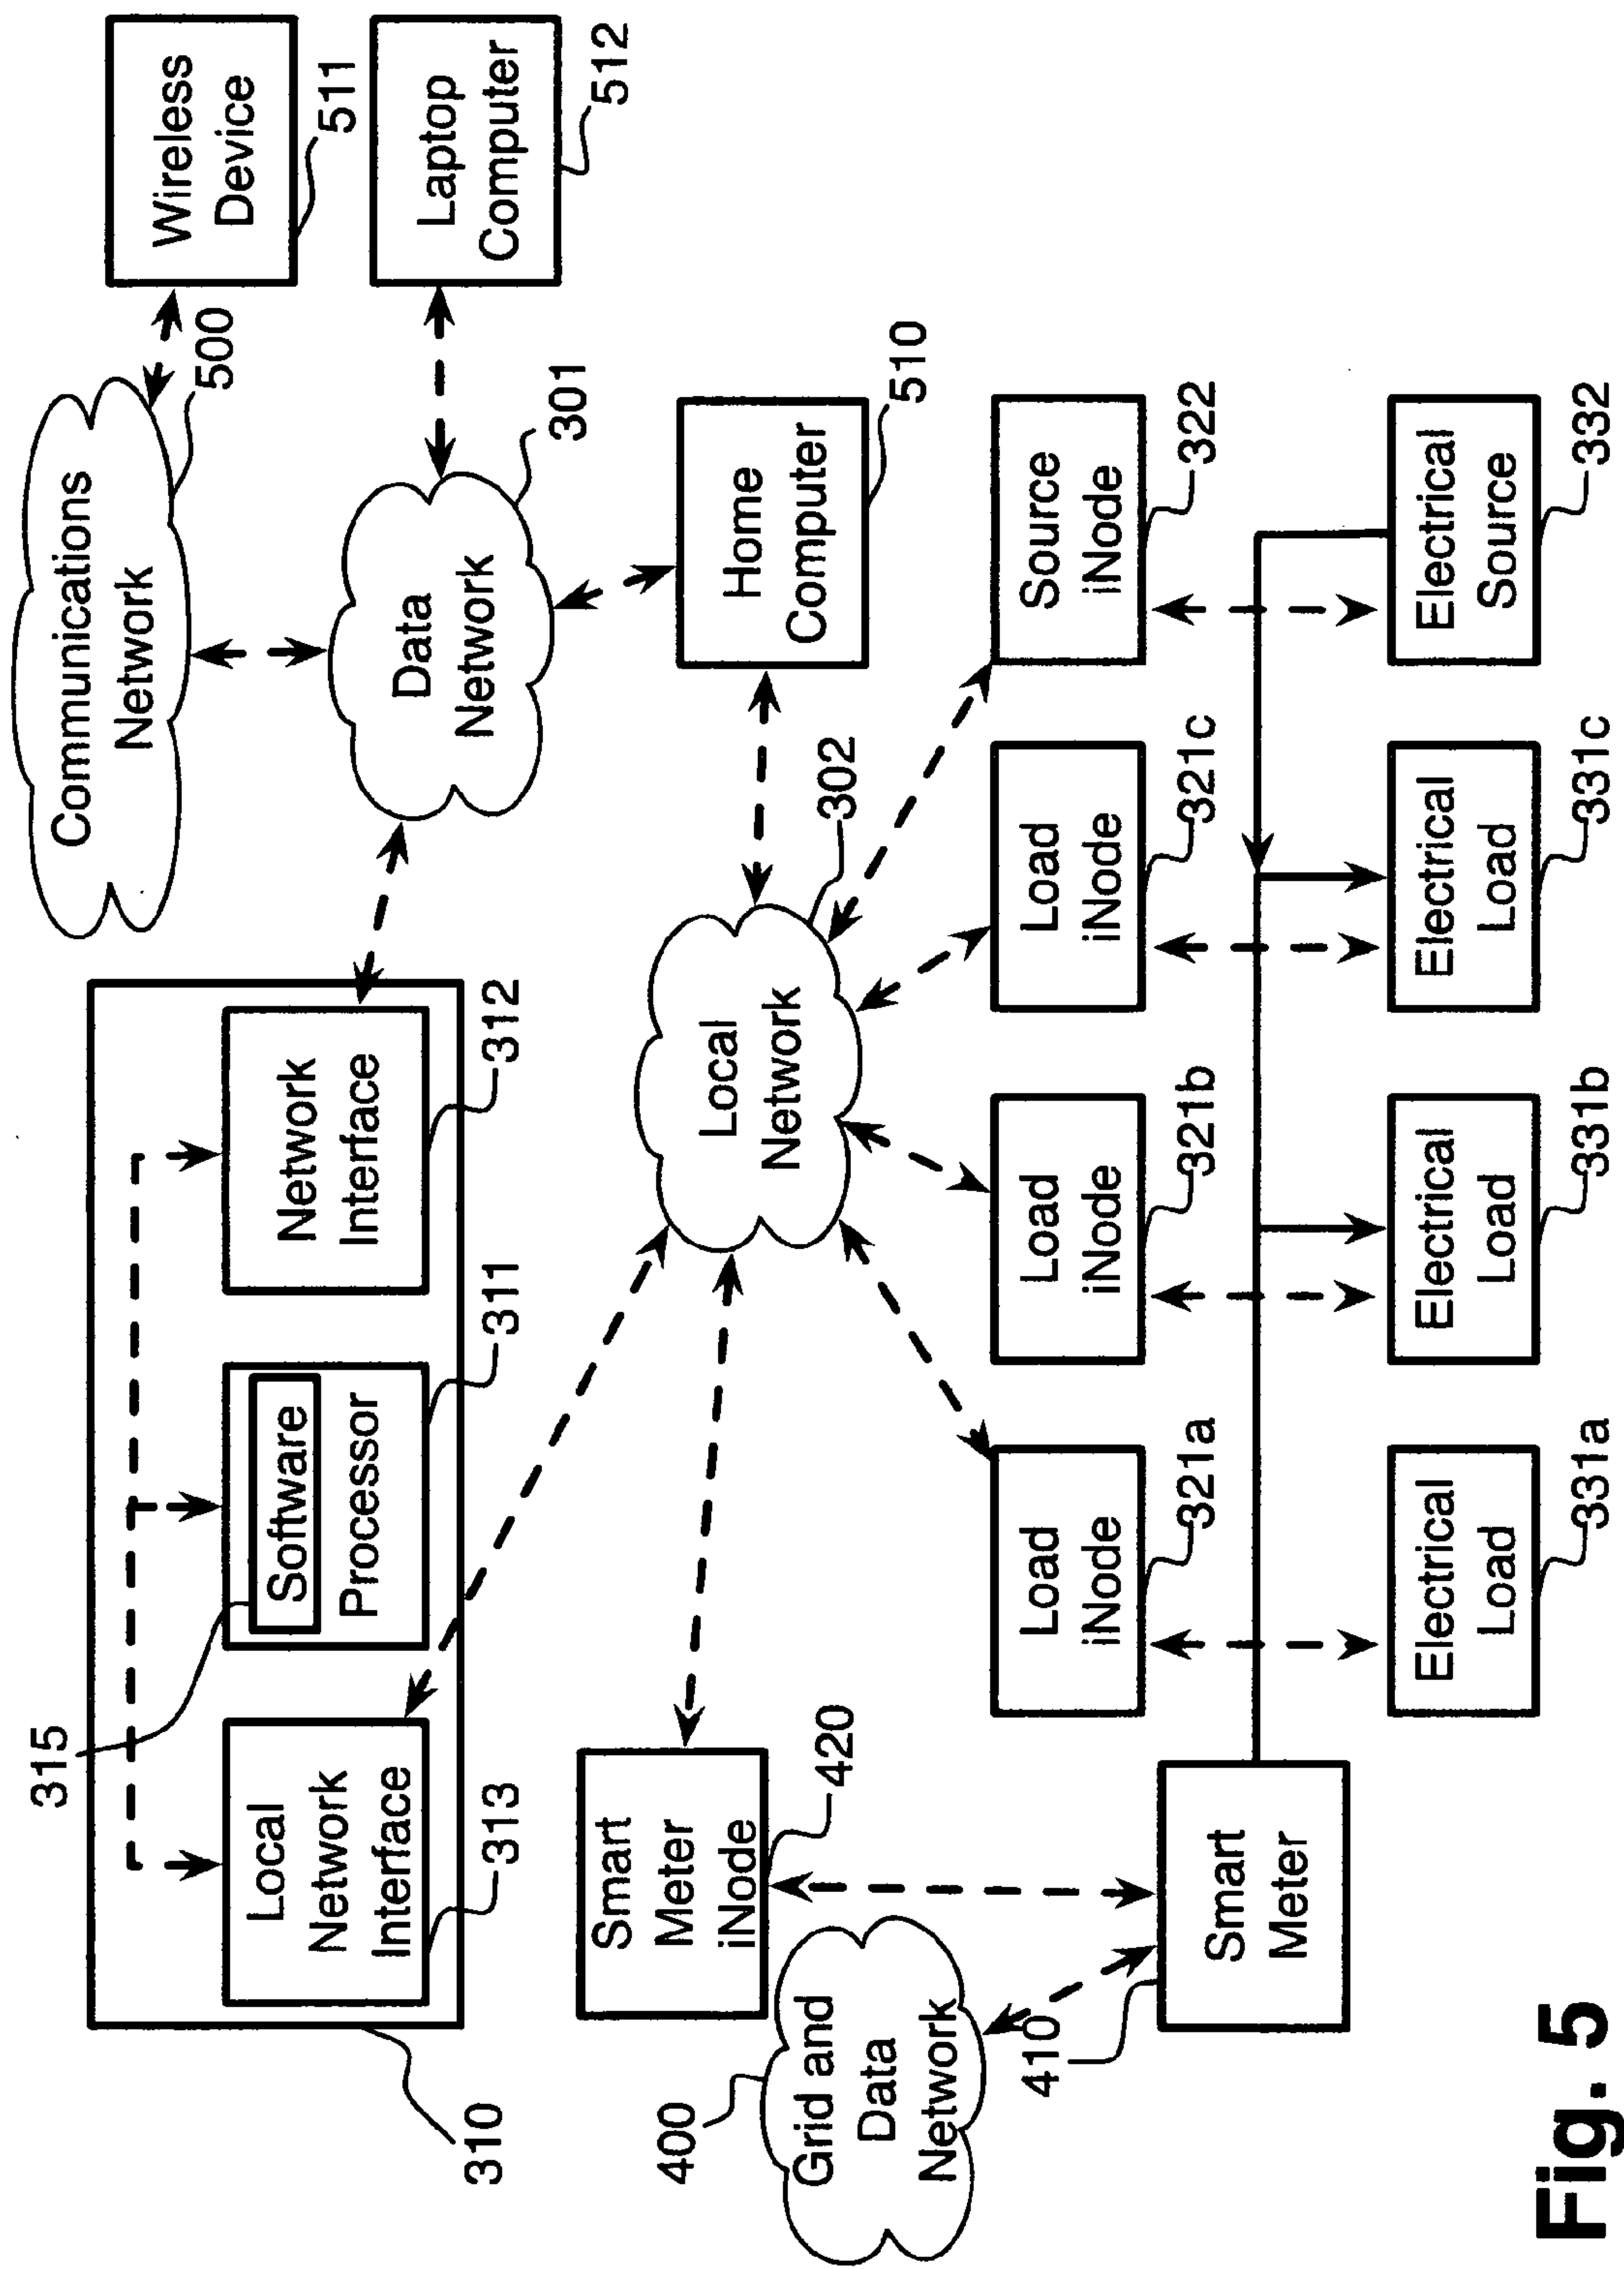 Communications
Network
500
Wireless
Device
511
Laptop
Computer
512
Data
Network
301
Home
Computer
510
310
315
Local
Network
Interface
313
Software
Processor
311
Network
Interface
312
Local
Network
302
Smart
Meter
iNode
420
400
Grid and
Data
Network
410
Smart
Meter
Load
iNode
321a
Load
iNode
321b
Load
iNode
321c
Source
iNode
322
Electrical
Load
331a
Electrical
Load
331b
Electrical
Load
331c
Electrical
Source
332
Fig. 5